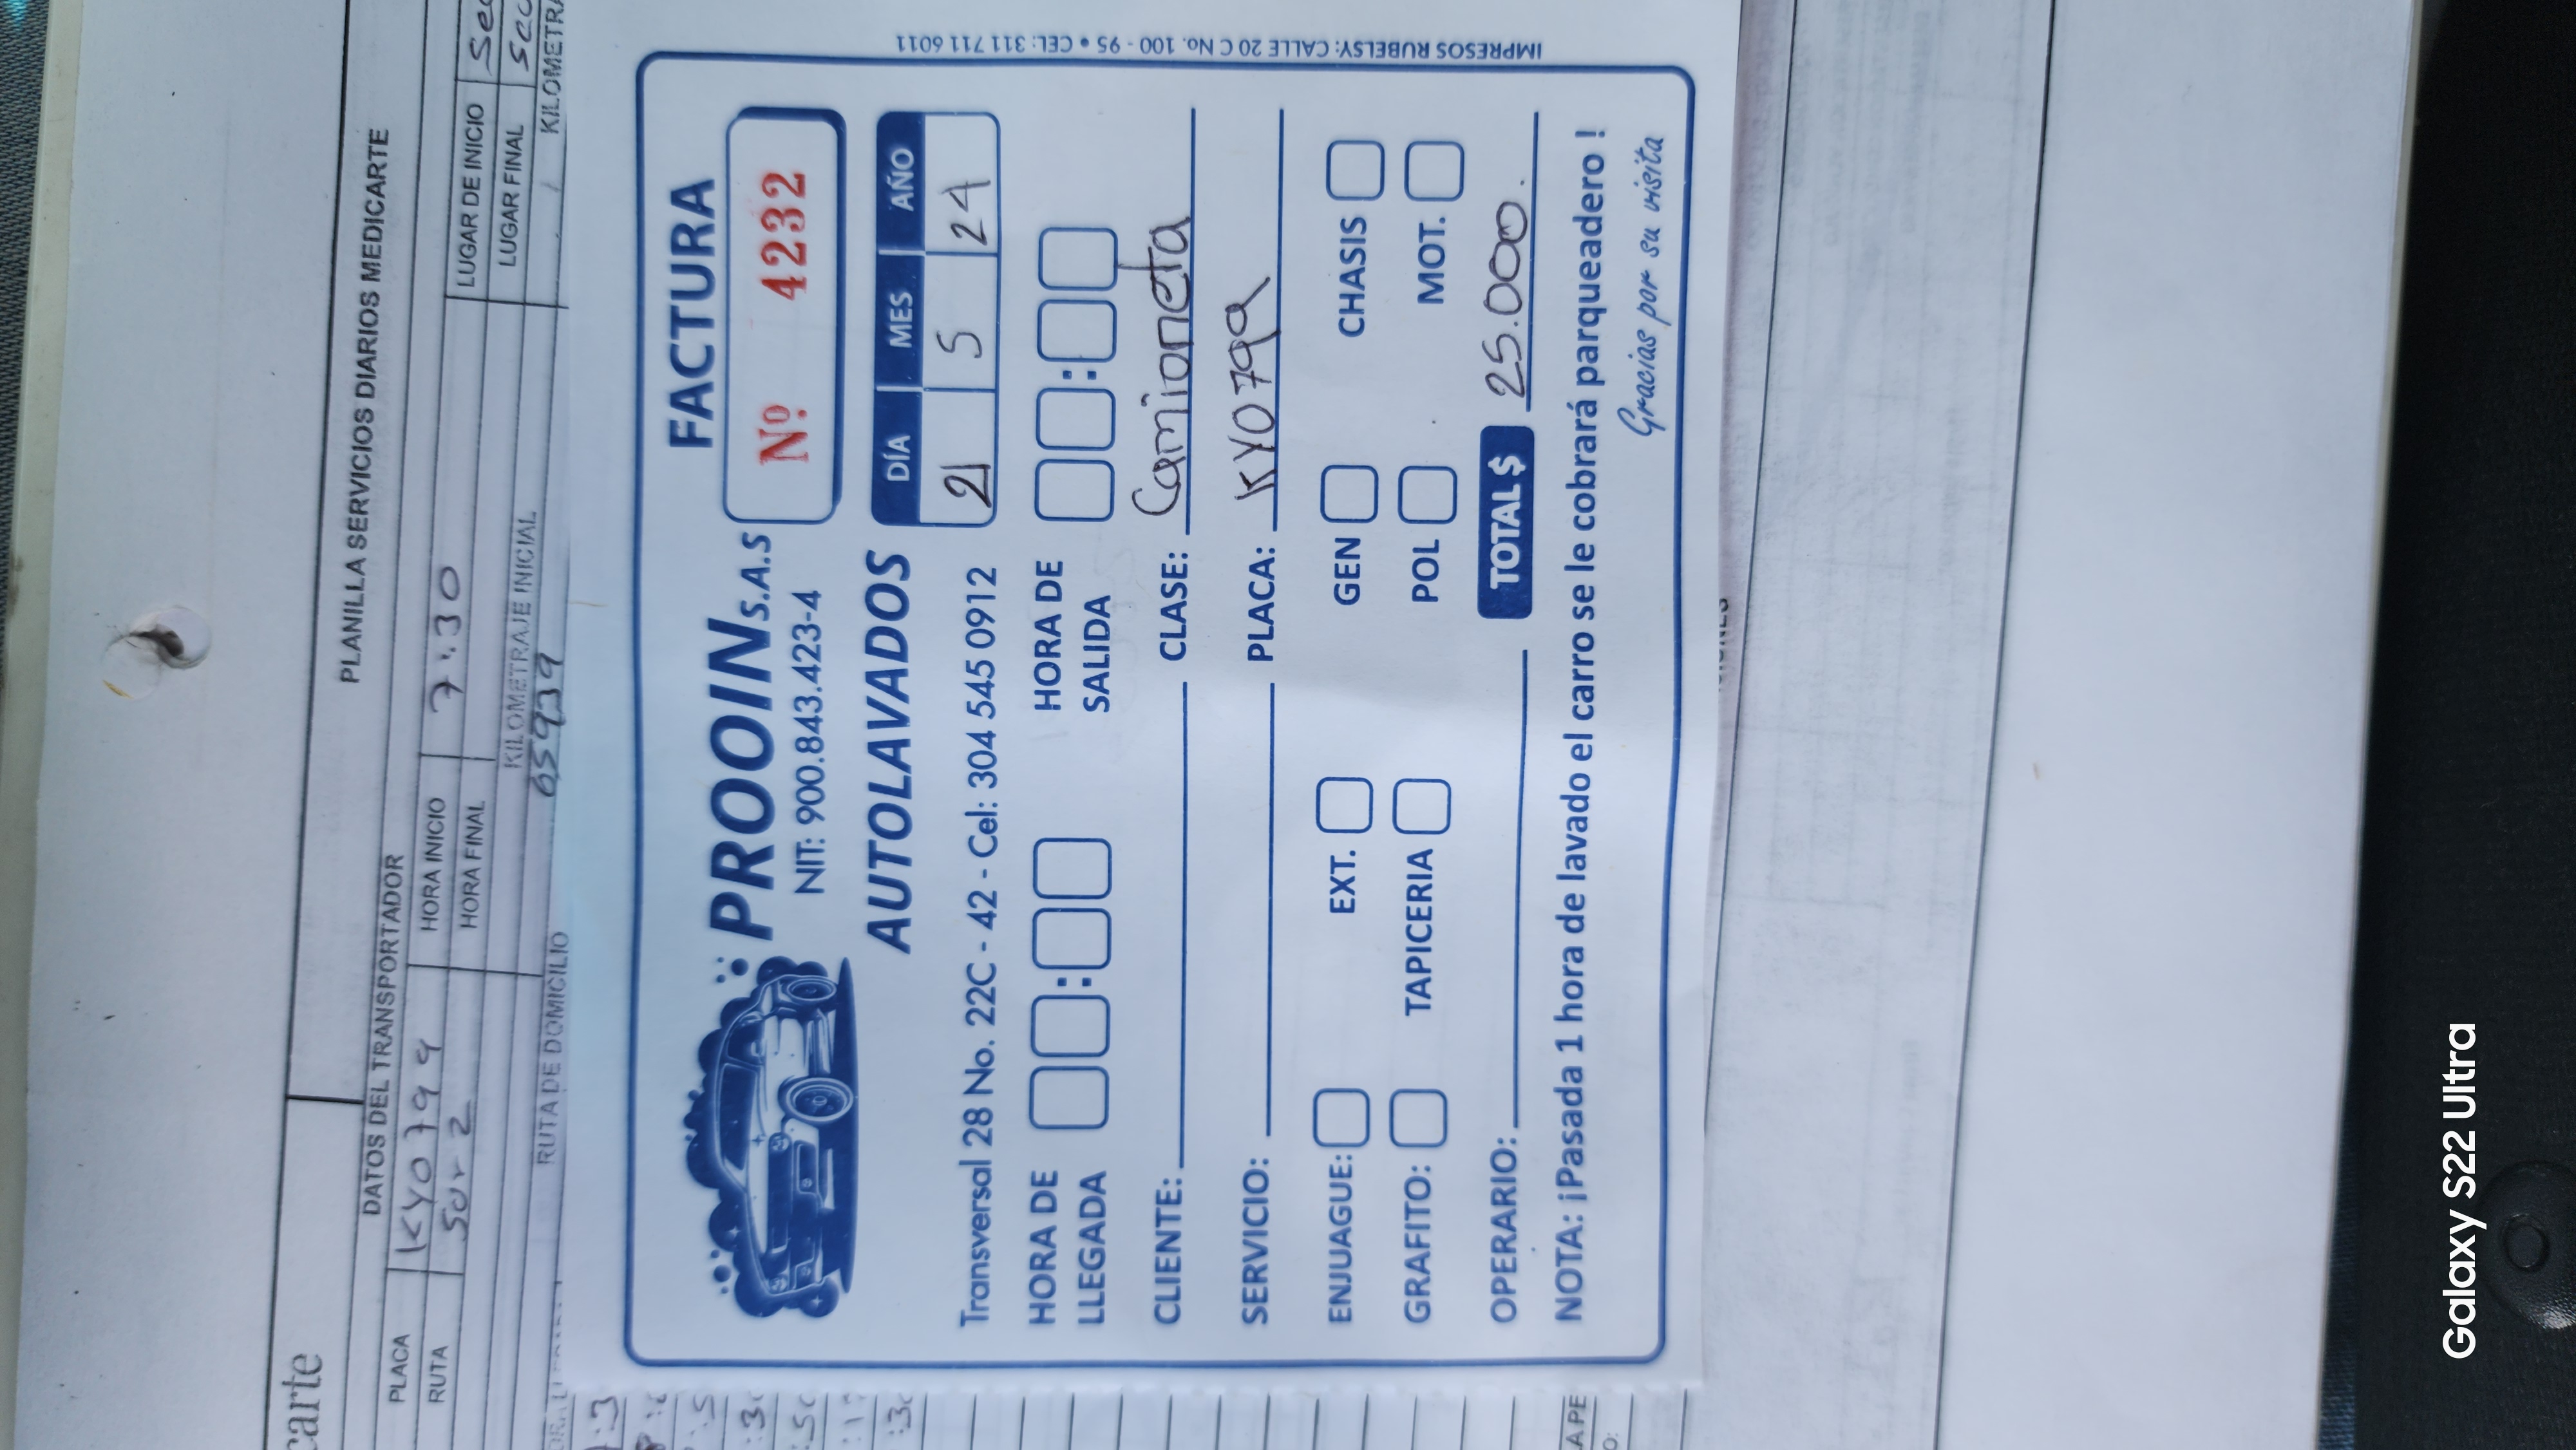 carte
PLANILLA SERVICIOS DIARIOS MEDICARTE
DATOS DEL TRANSPORTADOR
PLACA KYO799 HORA INICIO 7:30 LUGAR DE INICIO
RUTA Sur 2 HORA FINAL LUGAR FINAL
RUTA DE DOMICILIO KILOMETRAJE INICIAL KILOMETRA
65939
PROOIN S.A.S
NIT: 900.843.423-4
AUTOLAVADOS
FACTURA
Nº 4232
DÍA MES AÑO
21 5 24
Transversal 28 No. 22C - 42 - Cel: 304 545 0912
HORA DE LLEGADA : HORA DE SALIDA :
CLIENTE: CLASE: Camioneta
SERVICIO: PLACA: KYO799
ENJUAGUE: EXT. GEN CHASIS
GRAFITO: TAPICERIA POL MOT.
OPERARIO: TOTAL $ 25.000.
NOTA: ¡Pasada 1 hora de lavado el carro se le cobrará parqueadero !
Gracias por su visita
IMPRESOS RUBELSY: CALLE 20 C No. 100 - 95 • CEL: 311 711 6011
Galaxy S22 Ultra